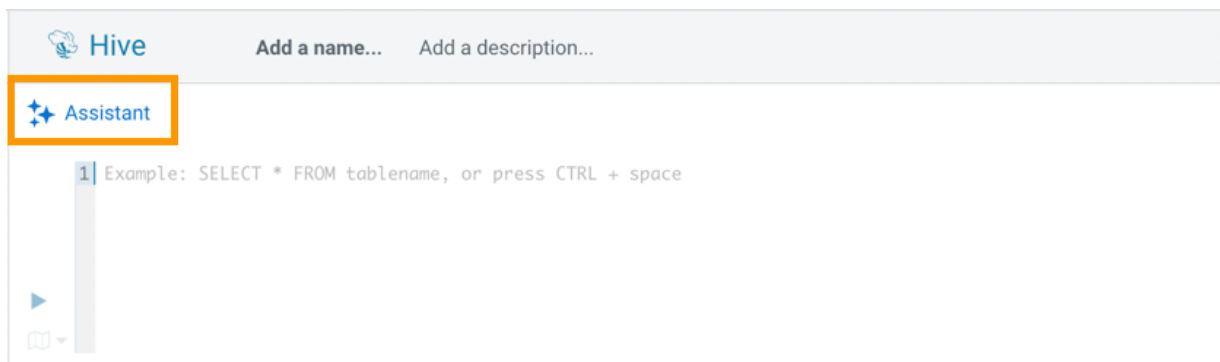 Hive Add a name... Add a description...
Assistant
1 Example: SELECT * FROM tablename, or press CTRL + space